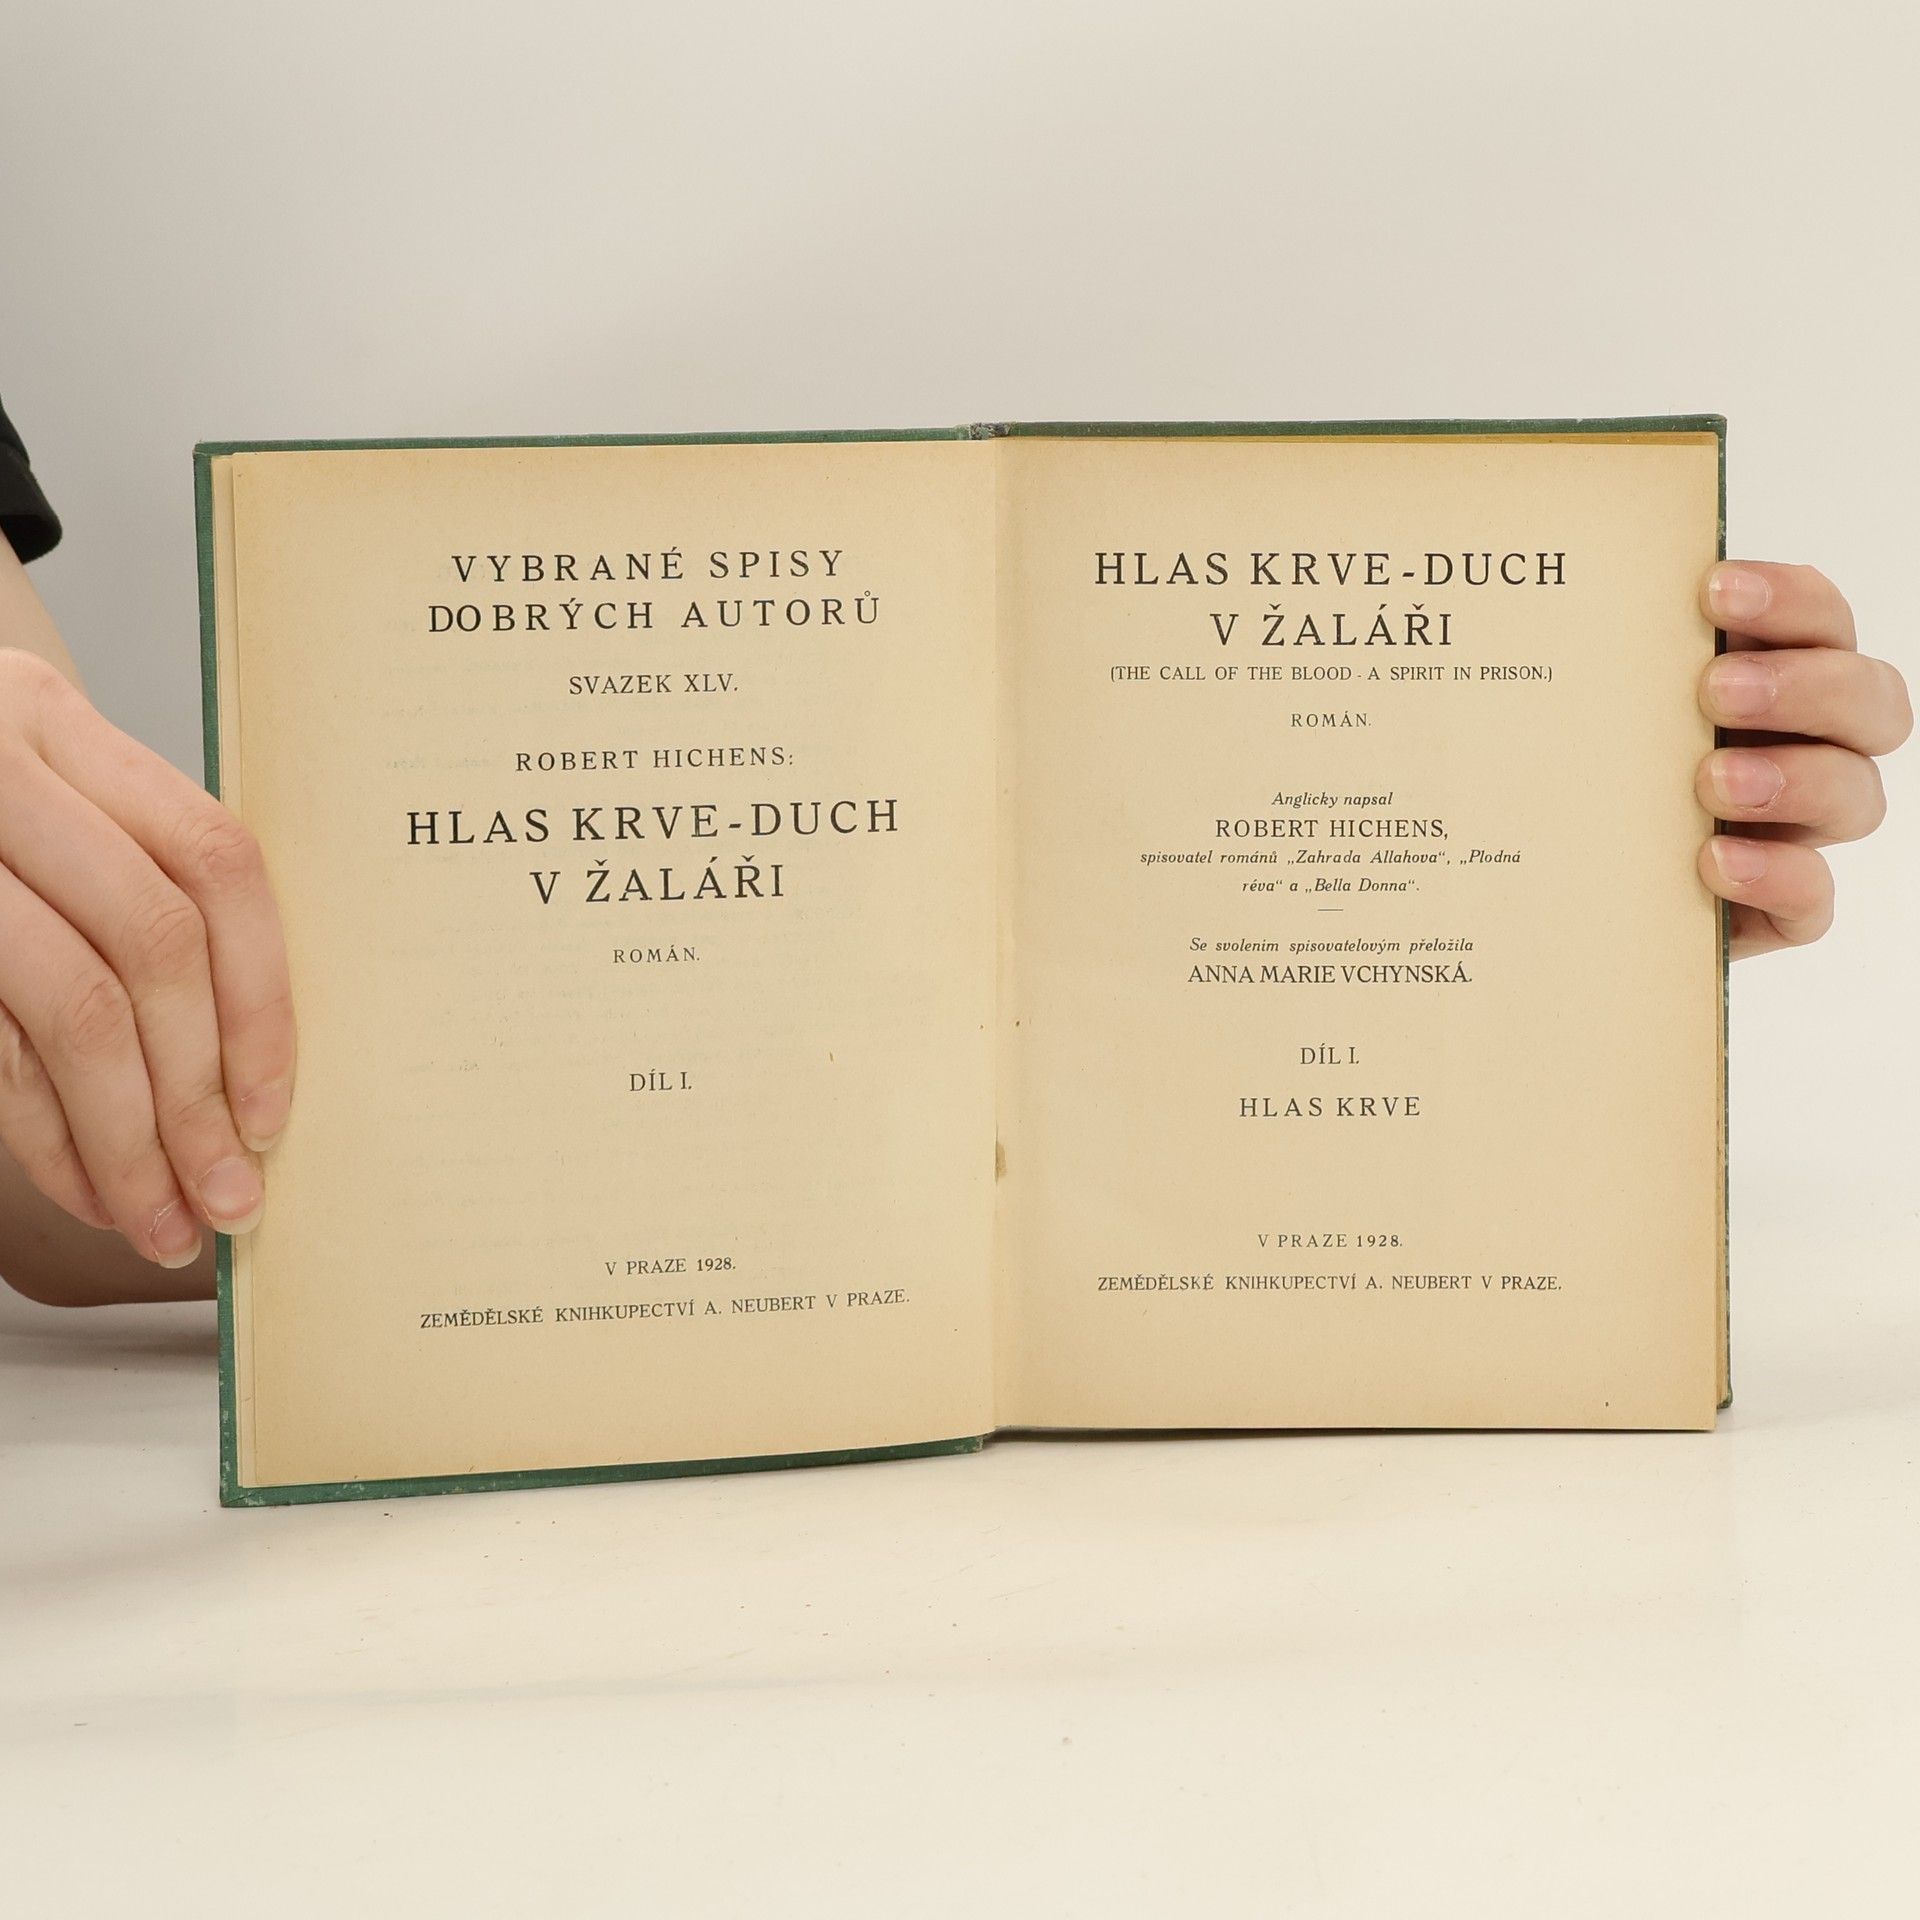 VYBRANÉ SPISY
DOBRÝCH AUTORŮ
SVAZEK XLV.
ROBERT HICHENS:
HLAS KRVE-DUCH
V ŽALÁŘI
ROMÁN.
DÍL I.
V PRAZE 1928.
ZEMĚDĚLSKÉ KNIHKUPECTVÍ A. NEUBERT V PRAZE.
HLAS KRVE-DUCH
V ŽALÁŘI
(THE CALL OF THE BLOOD - A SPIRIT IN PRISON.)
ROMÁN.
Anglicky napsal
ROBERT HICHENS,
spisovatel románů „Zahrada Allahova“, „Plodná
réva“ a „Bella Donna“.
Se svolením spisovatelovým přeložila
ANNA MARIE VCHYNSKÁ.
DÍL I.
HLAS KRVE
V PRAZE 1928.
ZEMĚDĚLSKÉ KNIHKUPECTVÍ A. NEUBERT V PRAZE.